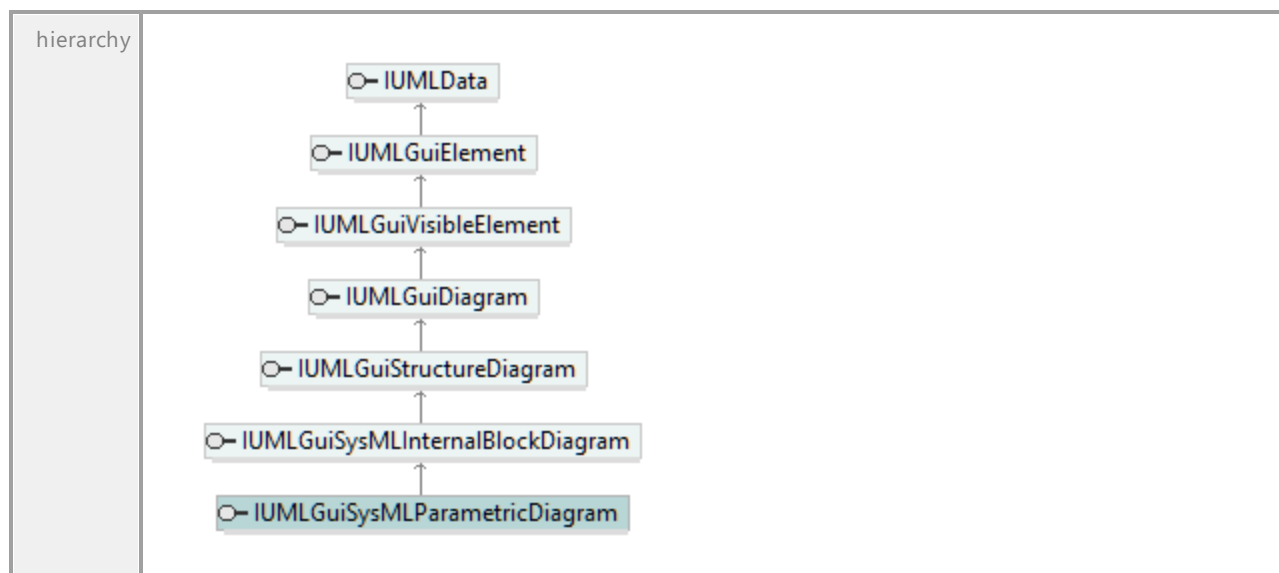 hierarchy
IUMLData
IUMLGuiElement
IUMLGuiVisibleElement
IUMLGuiDiagram
IUMLGuiStructureDiagram
IUMLGuiSysMLInternalBlockDiagram
IUMLGuiSysMLParametricDiagram